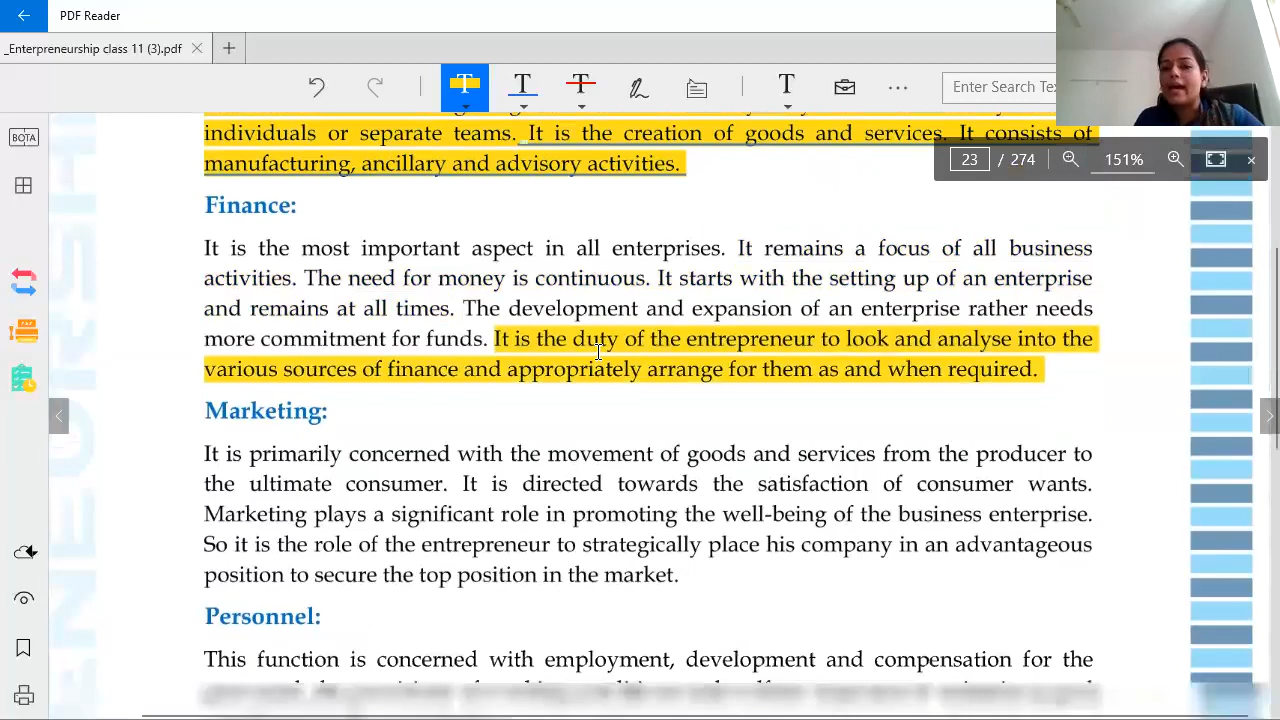 PDF Reader
_Enterpreneurship class 11 (3).pdf
Enter Search Te
BOTA
23 / 274
151%
individuals or separate teams. It is the creation of goods and services. It consists of
manufacturing, ancillary and advisory activities.
Finance:
It is the most important aspect in all enterprises. It remains a focus of all business
activities. The need for money is continuous. It starts with the setting up of an enterprise
and remains at all times. The development and expansion of an enterprise rather needs
more commitment for funds. It is the duty of the entrepreneur to look and analyse into the
various sources of finance and appropriately arrange for them as and when required.
Marketing:
It is primarily concerned with the movement of goods and services from the producer to
the ultimate consumer. It is directed towards the satisfaction of consumer wants.
Marketing plays a significant role in promoting the well-being of the business enterprise.
So it is the role of the entrepreneur to strategically place his company in an advantageous
position to secure the top position in the market.
Personnel:
This function is concerned with employment, development and compensation for the